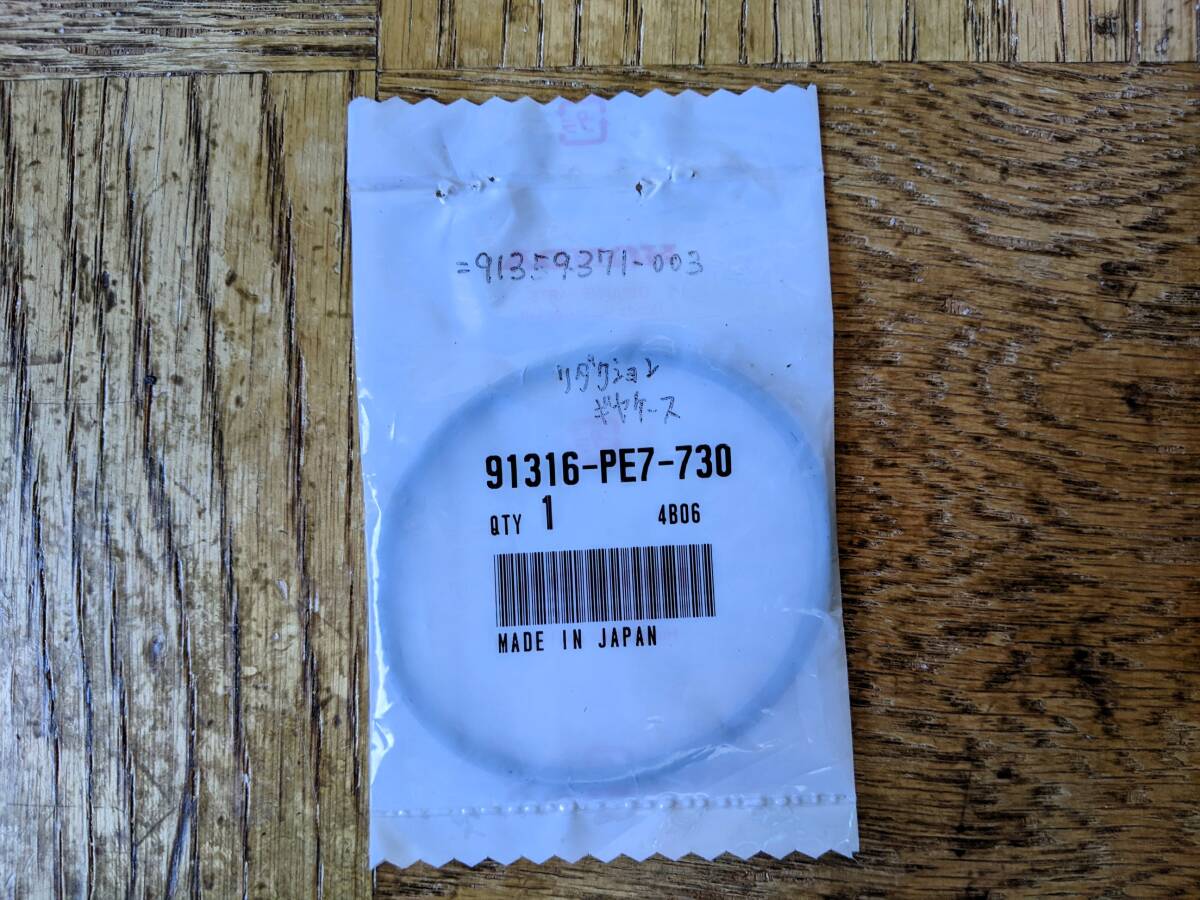 =91359371-003
リダクション
ギヤケース
91316-PE7-730
QTY 1 4B06
MADE IN JAPAN